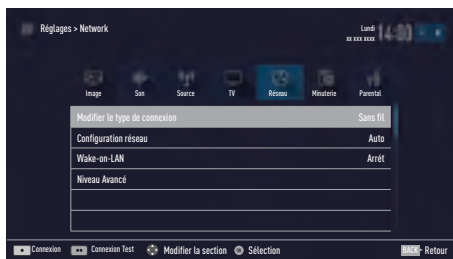 Réglages > Network
Lundi
xx xxx xxxx
14:00
Image Son Source TV Réseau Minuterie Parental
Modifier le type de connexion Sans fil
Configuration réseau Auto
Wake-on-LAN Arrêt
Niveau Avancé
Connexion Connexion Test Modifier la section Sélection BACK Retour